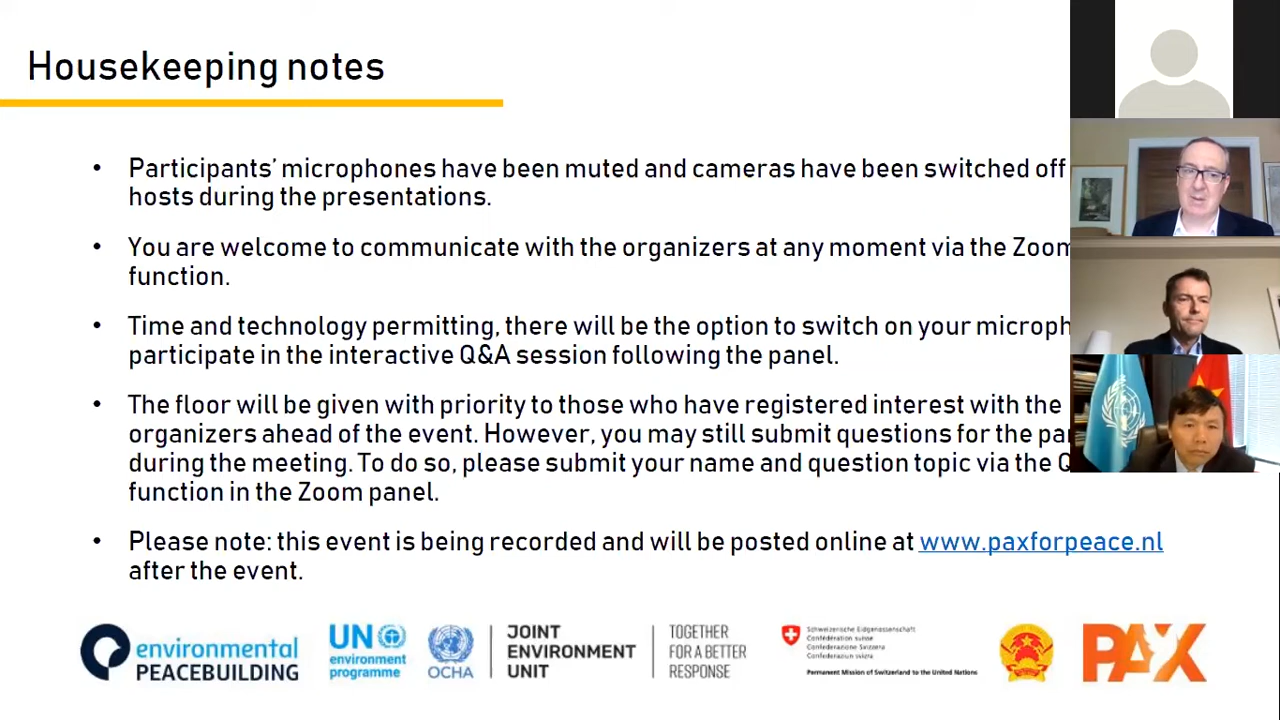 Housekeeping notes
• Participants’ microphones have been muted and cameras have been switched off
hosts during the presentations.
• You are welcome to communicate with the organizers at any moment via the Zoom
function.
• Time and technology permitting, there will be the option to switch on your microph
participate in the interactive Q&A session following the panel.
• The floor will be given with priority to those who have registered interest with the
organizers ahead of the event. However, you may still submit questions for the pa
during the meeting. To do so, please submit your name and question topic via the Q
function in the Zoom panel.
• Please note: this event is being recorded and will be posted online at www.paxforpeace.nl
after the event.
environmental
PEACEBUILDING
UN
environment
programme
OCHA
JOINT
ENVIRONMENT
UNIT
TOGETHER
FOR A BETTER
RESPONSE
Schweizerische Eidgenossenschaft
Confédération suisse
Confederazione Svizzera
Confederaziun svizra
Permanent Mission of Switzerland to the United Nations
PAX